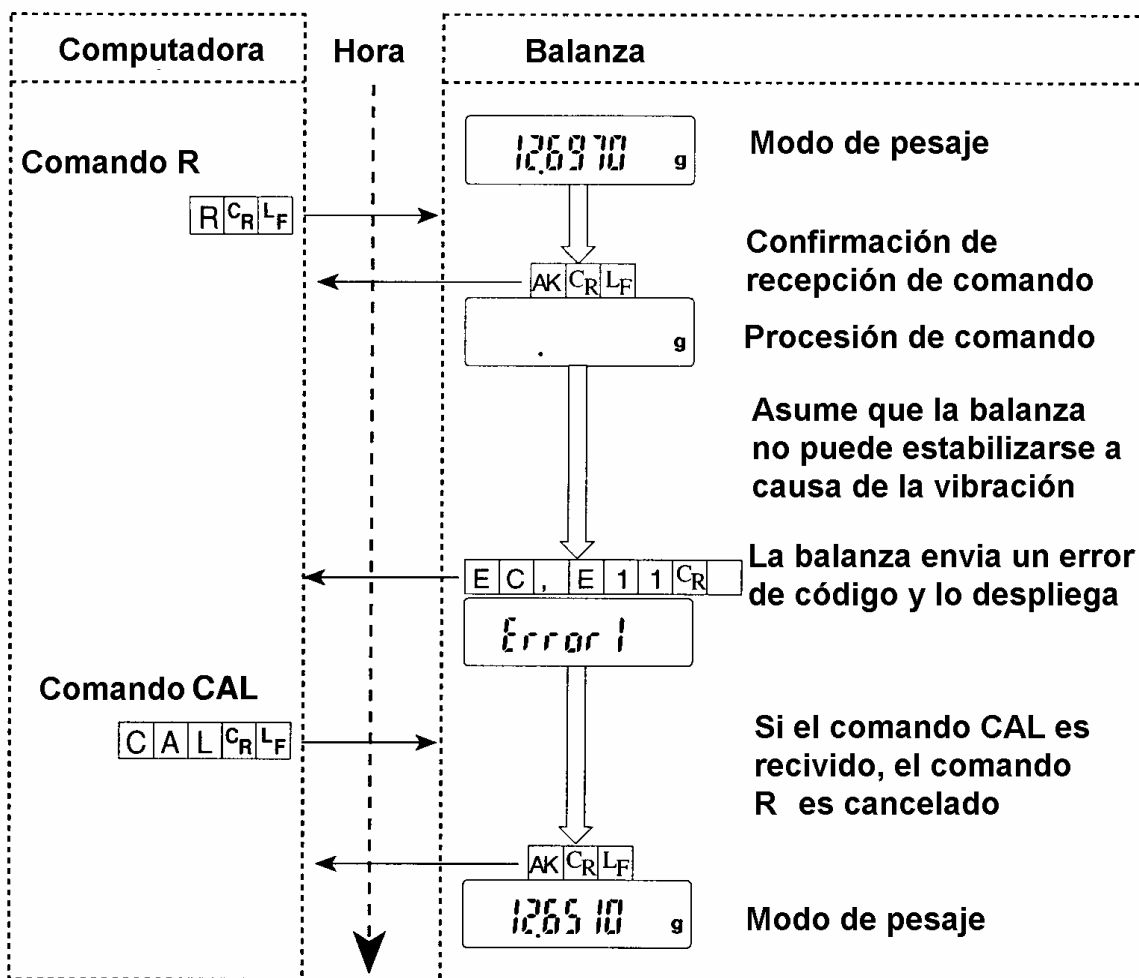 Computadora Hora Balanza
12.6970 g Modo de pesaje
Comando R
R CR LF
Confirmación de
recepción de comando
AK CR LF
. g Procesión de comando
Asume que la balanza
no puede estabilizarse a
causa de la vibración
E C , E 1 1 CR
La balanza envia un error
de código y lo despliega
Error 1
Comando CAL
C A L CR LF
Si el comando CAL es
recivido, el comando
R es cancelado
AK CR LF
12.6510 g Modo de pesaje